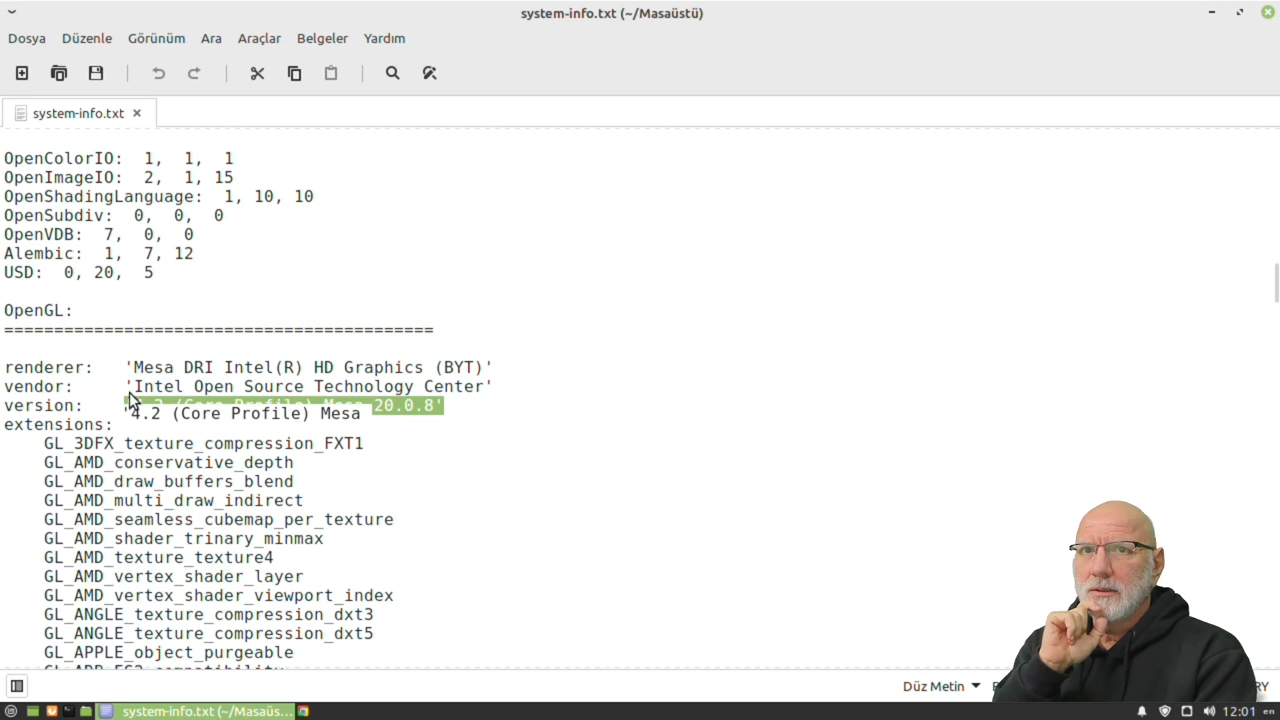 system-info.txt (~/Masaüstü)
Dosya Düzenle Görünüm Ara Araçlar Belgeler Yardım
system-info.txt
OpenColorIO: 1, 1, 1
OpenImageIO: 2, 1, 15
OpenShadingLanguage: 1, 10, 10
OpenSubdiv: 0, 0, 0
OpenVDB: 7, 0, 0
Alembic: 1, 7, 12
USD: 0, 20, 5
OpenGL:
===========================================
renderer: 'Mesa DRI Intel(R) HD Graphics (BYT)'
vendor: 'Intel Open Source Technology Center'
version: '4.2 (Core Profile) Mesa 20.0.8'
extensions:
GL_3DFX_texture_compression_FXT1
GL_AMD_conservative_depth
GL_AMD_draw_buffers_blend
GL_AMD_multi_draw_indirect
GL_AMD_seamless_cubemap_per_texture
GL_AMD_shader_trinary_minmax
GL_AMD_texture_texture4
GL_AMD_vertex_shader_layer
GL_AMD_vertex_shader_viewport_index
GL_ANGLE_texture_compression_dxt3
GL_ANGLE_texture_compression_dxt5
GL_APPLE_object_purgeable
Düz Metin
system-info.txt (~/Masaüs... 12:01 en